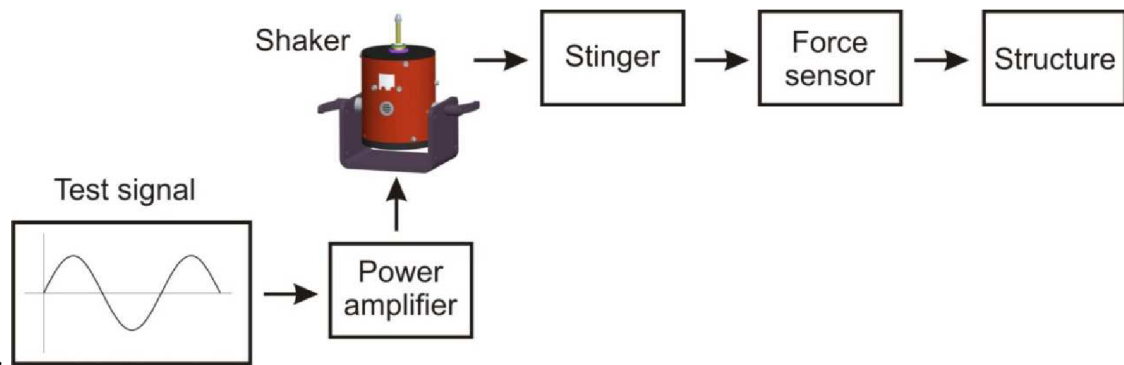 Shaker
Stinger
Force
sensor
Structure
Test signal
Power
amplifier